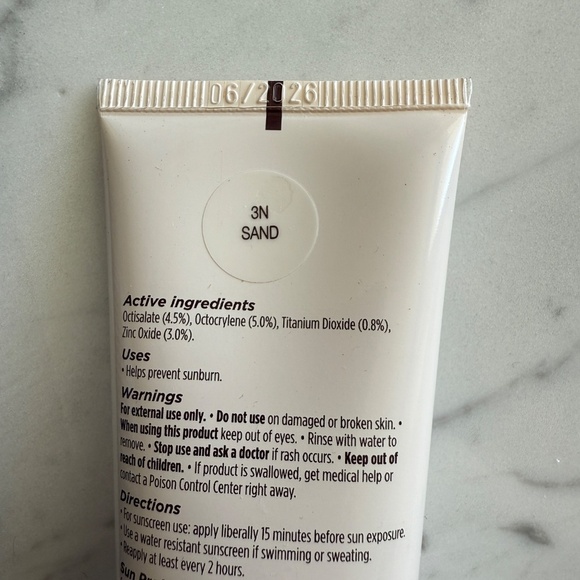 06/2026
3N
SAND
Active ingredients
Octisalate (4.5%), Octocrylene (5.0%), Titanium Dioxide (0.8%),
Zinc Oxide (3.0%).
Uses
• Helps prevent sunburn.
Warnings
For external use only. • Do not use on damaged or broken skin. •
When using this product keep out of eyes. • Rinse with water to
remove. • Stop use and ask a doctor if rash occurs. • Keep out of
reach of children. • If product is swallowed, get medical help or
contact a Poison Control Center right away.
Directions
• For sunscreen use: apply liberally 15 minutes before sun exposure.
• Use a water resistant sunscreen if swimming or sweating.
• Reapply at least every 2 hours.
Sun